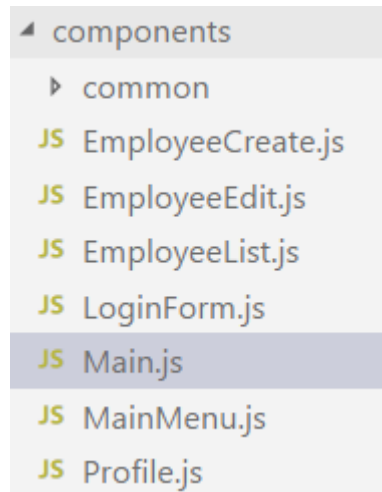 components
common
JS EmployeeCreate.js
JS EmployeeEdit.js
JS EmployeeList.js
JS LoginForm.js
JS Main.js
JS MainMenu.js
JS Profile.js